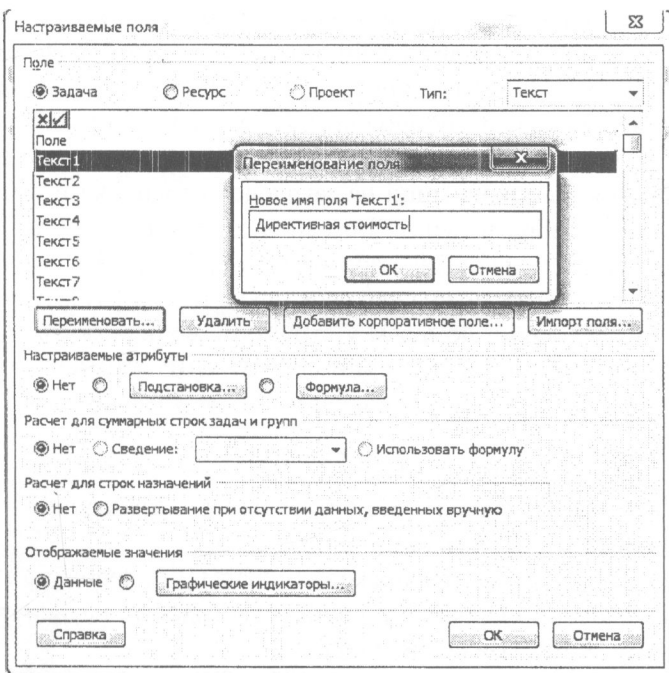 Настраиваемые поля
Поле
Задача Ресурс Проект Тип: Текст
Поле
Текст1
Текст2
Текст3
Текст4
Текст5
Текст6
Текст7
Переименование поля
Новое имя поля 'Текст1':
Директивная стоимость
ОК Отмена
Переименовать... Удалить Добавить корпоративное поле... Импорт поля...
Настраиваемые атрибуты
Нет Подстановка... Формула...
Расчет для суммарных строк задач и групп
Нет Сведение: Использовать формулу
Расчет для строк назначений
Нет Развертывание при отсутствии данных, введенных вручную
Отображаемые значения
Данные Графические индикаторы...
Справка ОК Отмена